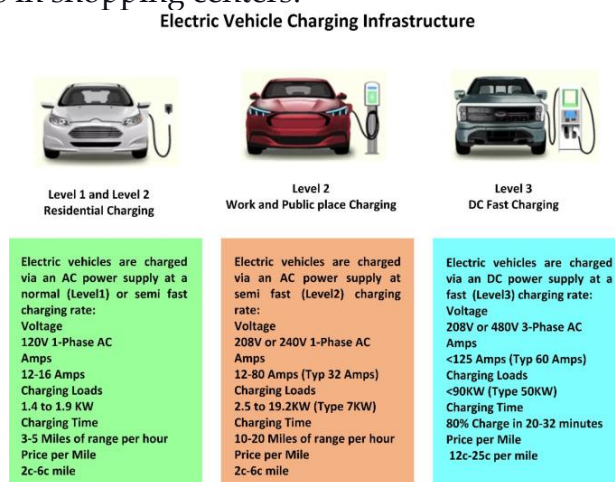 in shopping centers.
Electric Vehicle Charging Infrastructure
Level 1 and Level 2
Residential Charging
Level 2
Work and Public place Charging
Level 3
DC Fast Charging
Electric vehicles are charged
via an AC power supply at a
normal (Level1) or semi fast
charging rate:
Voltage
120V 1-Phase AC
Amps
12-16 Amps
Charging Loads
1.4 to 1.9 KW
Charging Time
3-5 Miles of range per hour
Price per Mile
2c-6c mile
Electric vehicles are charged
via an AC power supply at
semi fast (Level2) charging
rate:
Voltage
208V or 240V 1-Phase AC
Amps
12-80 Amps (Typ 32 Amps)
Charging Loads
2.5 to 19.2KW (Type 7KW)
Charging Time
10-20 Miles of range per hour
Price per Mile
2c-6c mile
Electric vehicles are charged
via an DC power supply at a
fast (Level3) charging rate:
Voltage
208V or 480V 3-Phase AC
Amps
<125 Amps (Typ 60 Amps)
Charging Loads
<90KW (Type 50KW)
Charging Time
80% Charge in 20-32 minutes
Price per Mile
12c-25c per mile